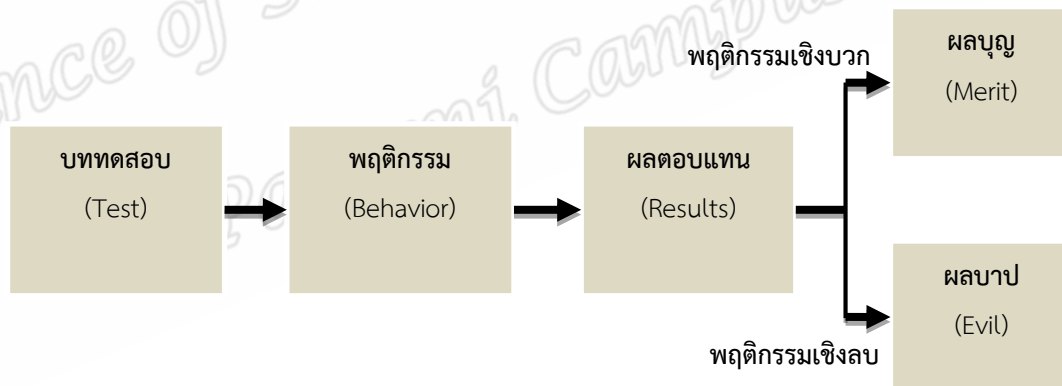 พฤติกรรมเชิงบวก
ผลบุญ
(Merit)
บททดสอบ
(Test)
พฤติกรรม
(Behavior)
ผลตอบแทน
(Results)
ผลบาป
(Evil)
พฤติกรรมเชิงลบ